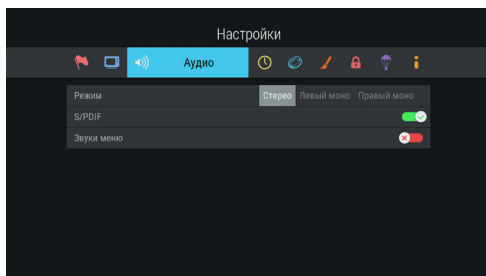 Настройки
Аудио
Режим Стерео Левый моно Правый моно
S/PDIF
Звуки меню